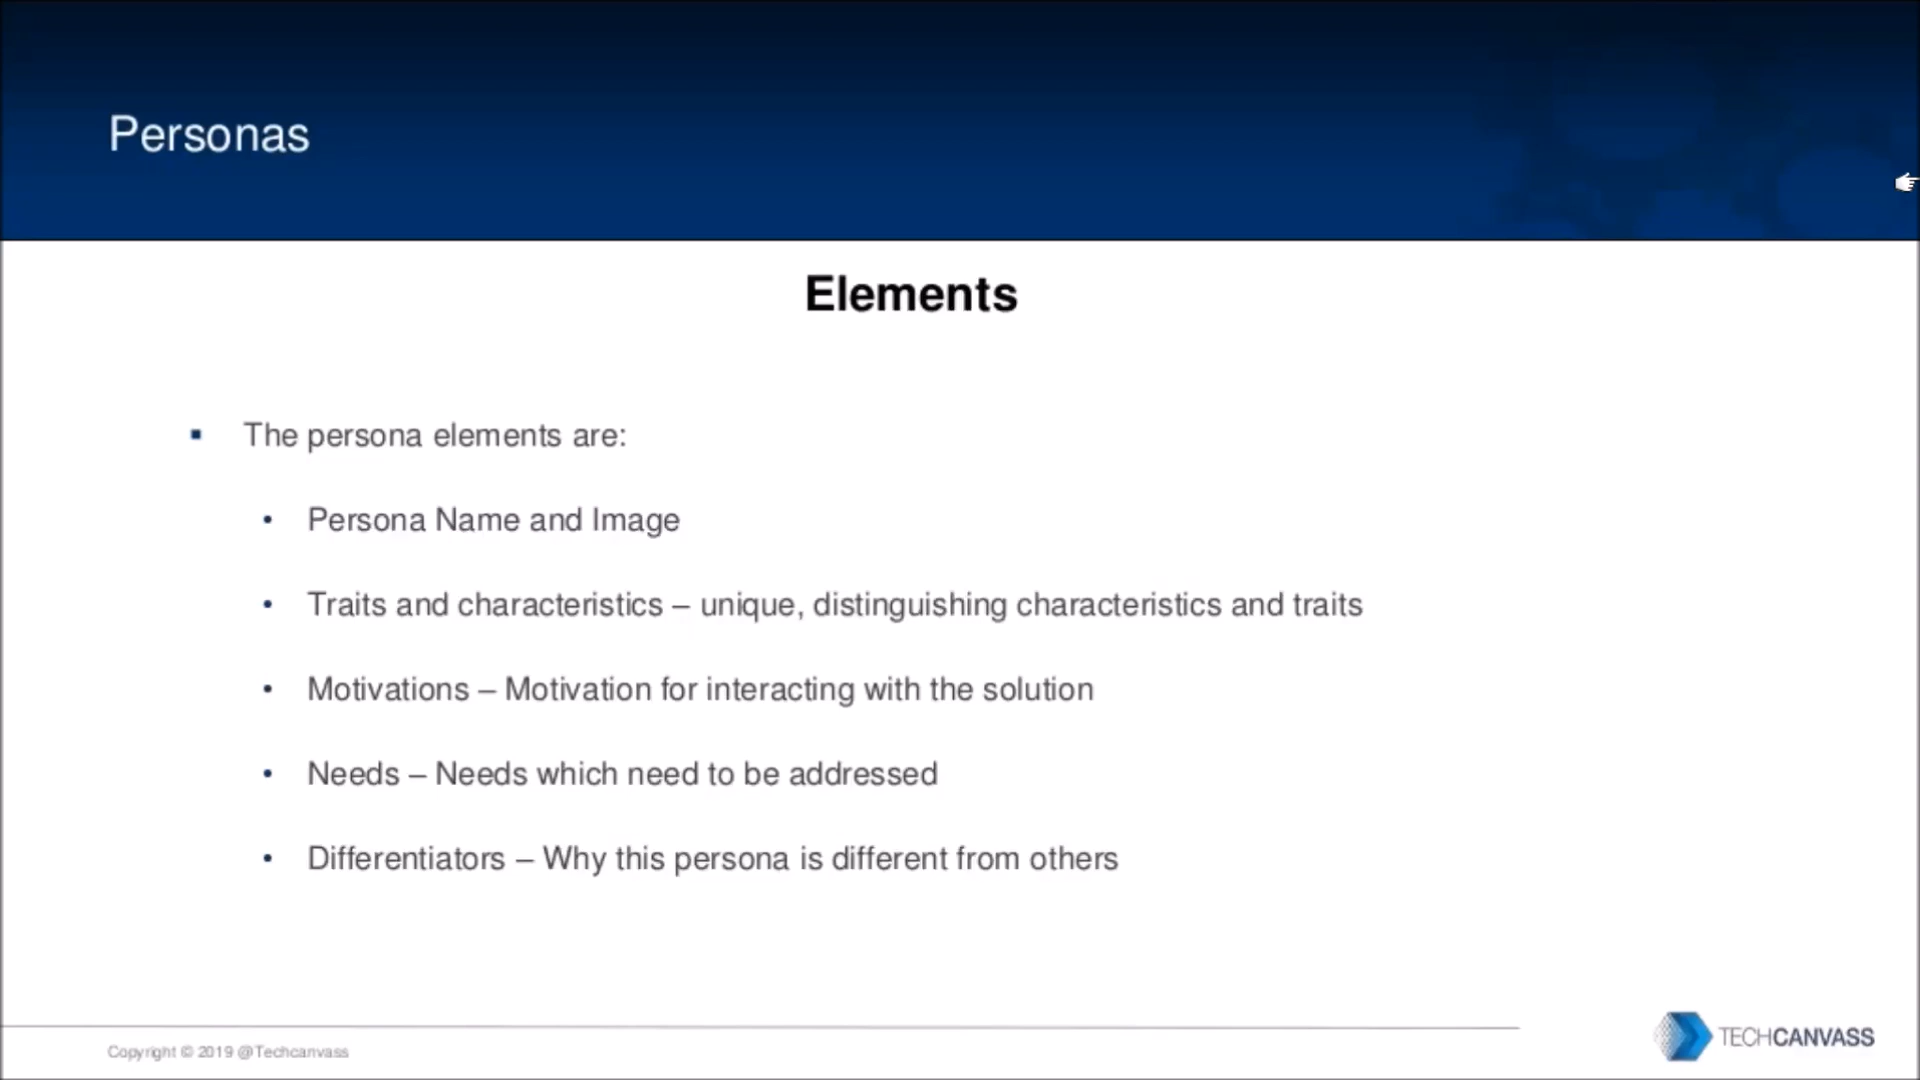 Personas
Elements
▪ The persona elements are:
• Persona Name and Image
• Traits and characteristics – unique, distinguishing characteristics and traits
• Motivations – Motivation for interacting with the solution
• Needs – Needs which need to be addressed
• Differentiators – Why this persona is different from others
Copyright © 2019 @Techcanvass
TECHCANVASS